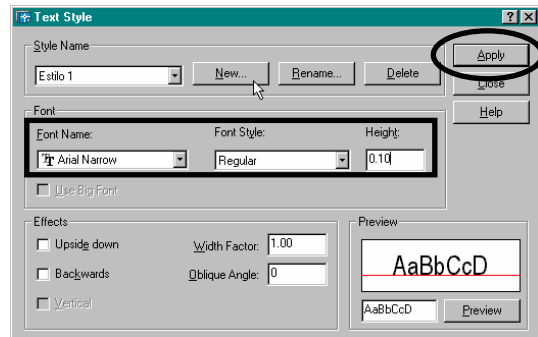 Text Style
Style Name
Estilo 1
New...
Rename...
Delete
Apply
Close
Help
Font
Font Name:
Font Style:
Height:
Arial Narrow
Regular
0.10
Use Big Font
Effects
Upside down
Width Factor:
1.00
Backwards
Oblique Angle:
0
Vertical
Preview
AaBbCcD
AaBbCcD
Preview